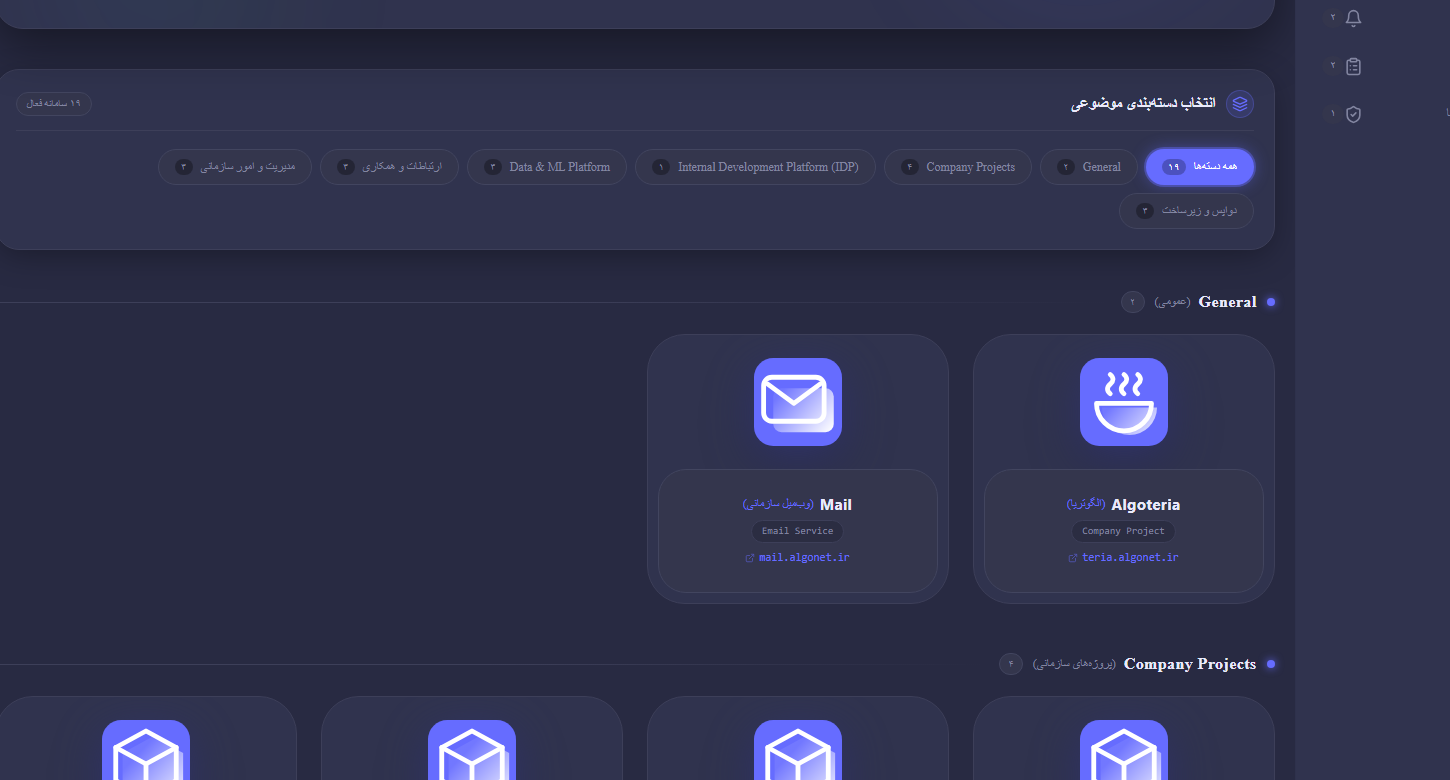 ۲
۲
۱
انتخاب دسته‌بندی موضوعی
۱۹ سامانه فعال
همه دسته‌ها ۱۹
General ۲
Company Projects ۴
Internal Development Platform (IDP) ۱
Data & ML Platform ۳
ارتباطات و همکاری ۳
مدیریت و امور سازمانی ۳
دواپس و زیرساخت ۳
General (عمومی) ۲
Algoteria (الگوتریا)
Company Project
teria.algonet.ir
Mail (وب‌میل سازمانی)
Email Service
mail.algonet.ir
Company Projects (پروژه‌های سازمانی) ۴